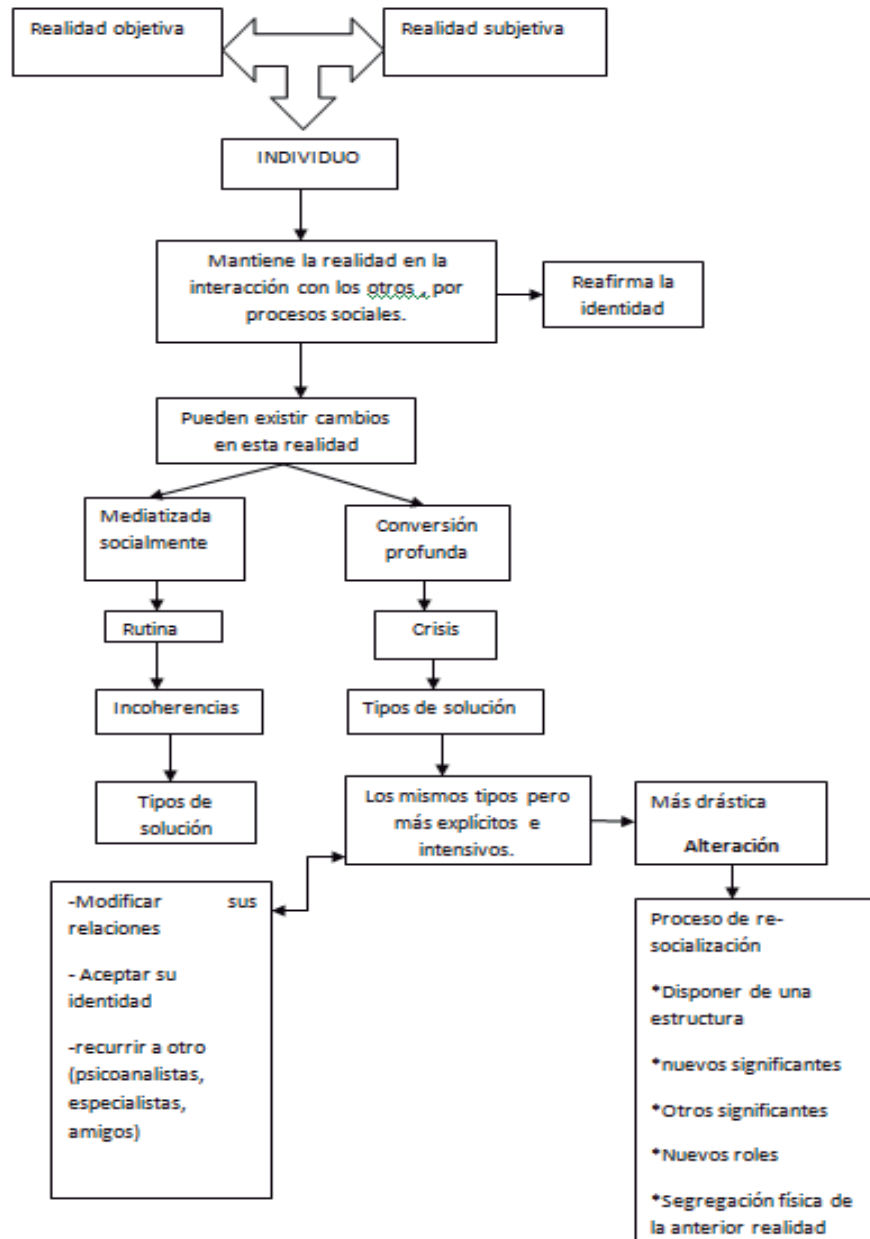 Realidad objetiva
Realidad subjetiva
INDIVIDUO
Mantiene la realidad en la
interacción con los otros , por
procesos sociales.
Reafirma la
identidad
Pueden existir cambios
en esta realidad
Mediatizada
socialmente
Conversión
profunda
Rutina
Crisis
Incoherencias
Tipos de solución
Tipos de
solución
Los mismos tipos pero
más explícitos e
intensivos.
Más drástica
Alteración
-Modificar sus
relaciones
- Aceptar su
identidad
-recurrir a otro
(psicoanalistas,
especialistas,
amigos)
Proceso de re-
socialización
*Disponer de una
estructura
*nuevos significantes
*Otros significantes
*Nuevos roles
*Segregación física de
la anterior realidad